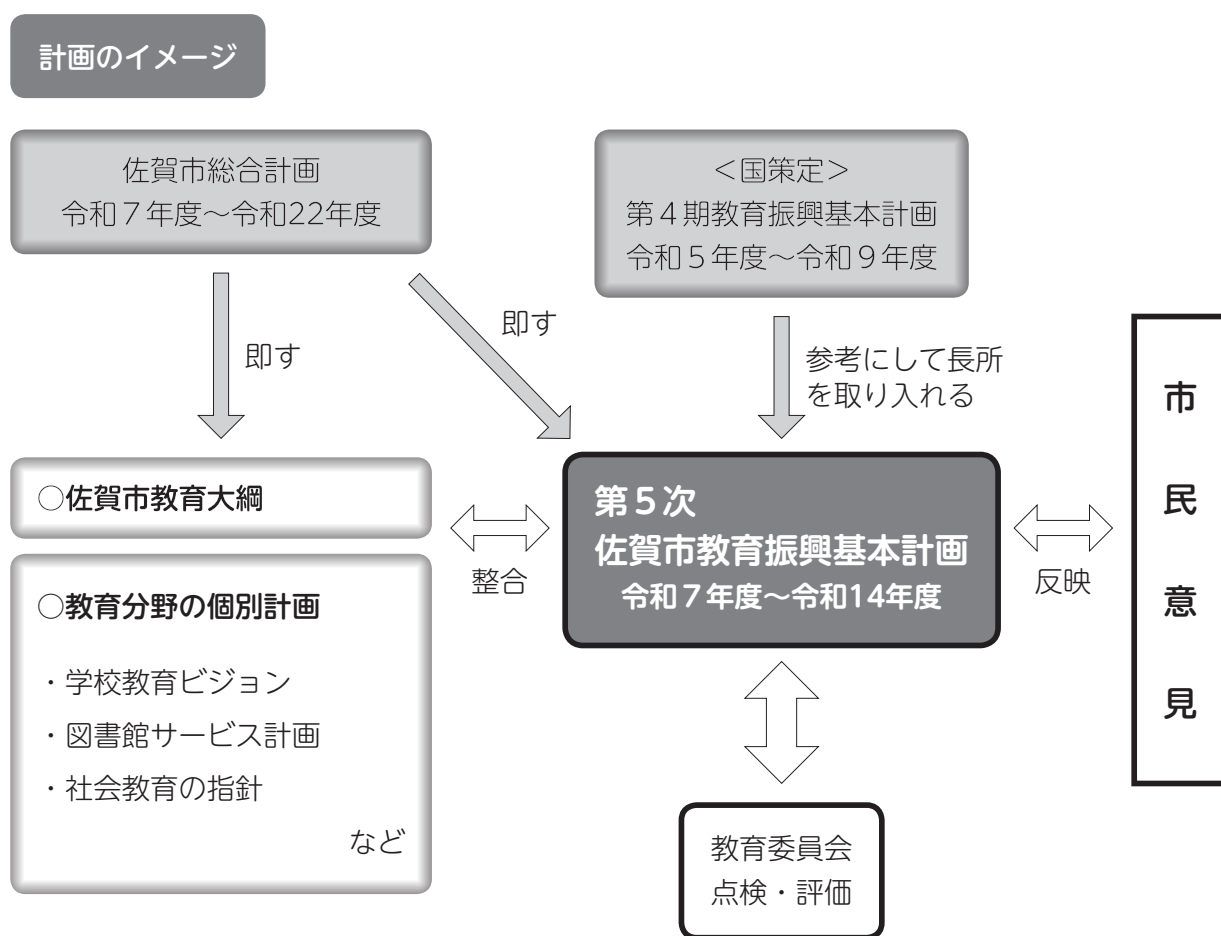 計画のイメージ
佐賀市総合計画
令和7年度～令和22年度
＜国策定＞
第4期教育振興基本計画
令和5年度～令和9年度
即す
即す
参考にして長所
を取り入れる
○佐賀市教育大綱
○教育分野の個別計画
・学校教育ビジョン
・図書館サービス計画
・社会教育の指針
など
整合
第5次
佐賀市教育振興基本計画
令和7年度～令和14年度
反映
市民意見
教育委員会
点検・評価